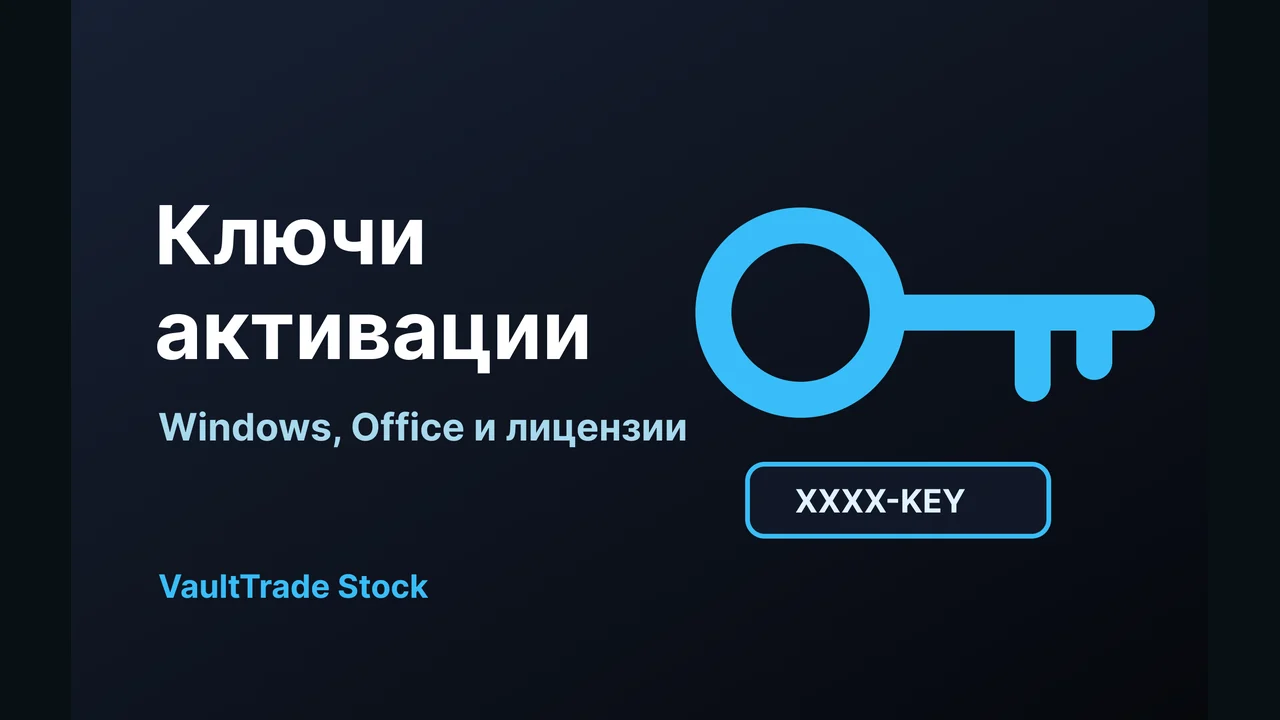 Ключи
активации
Windows, Office и лицензии
XXXX-KEY
VaultTrade Stock